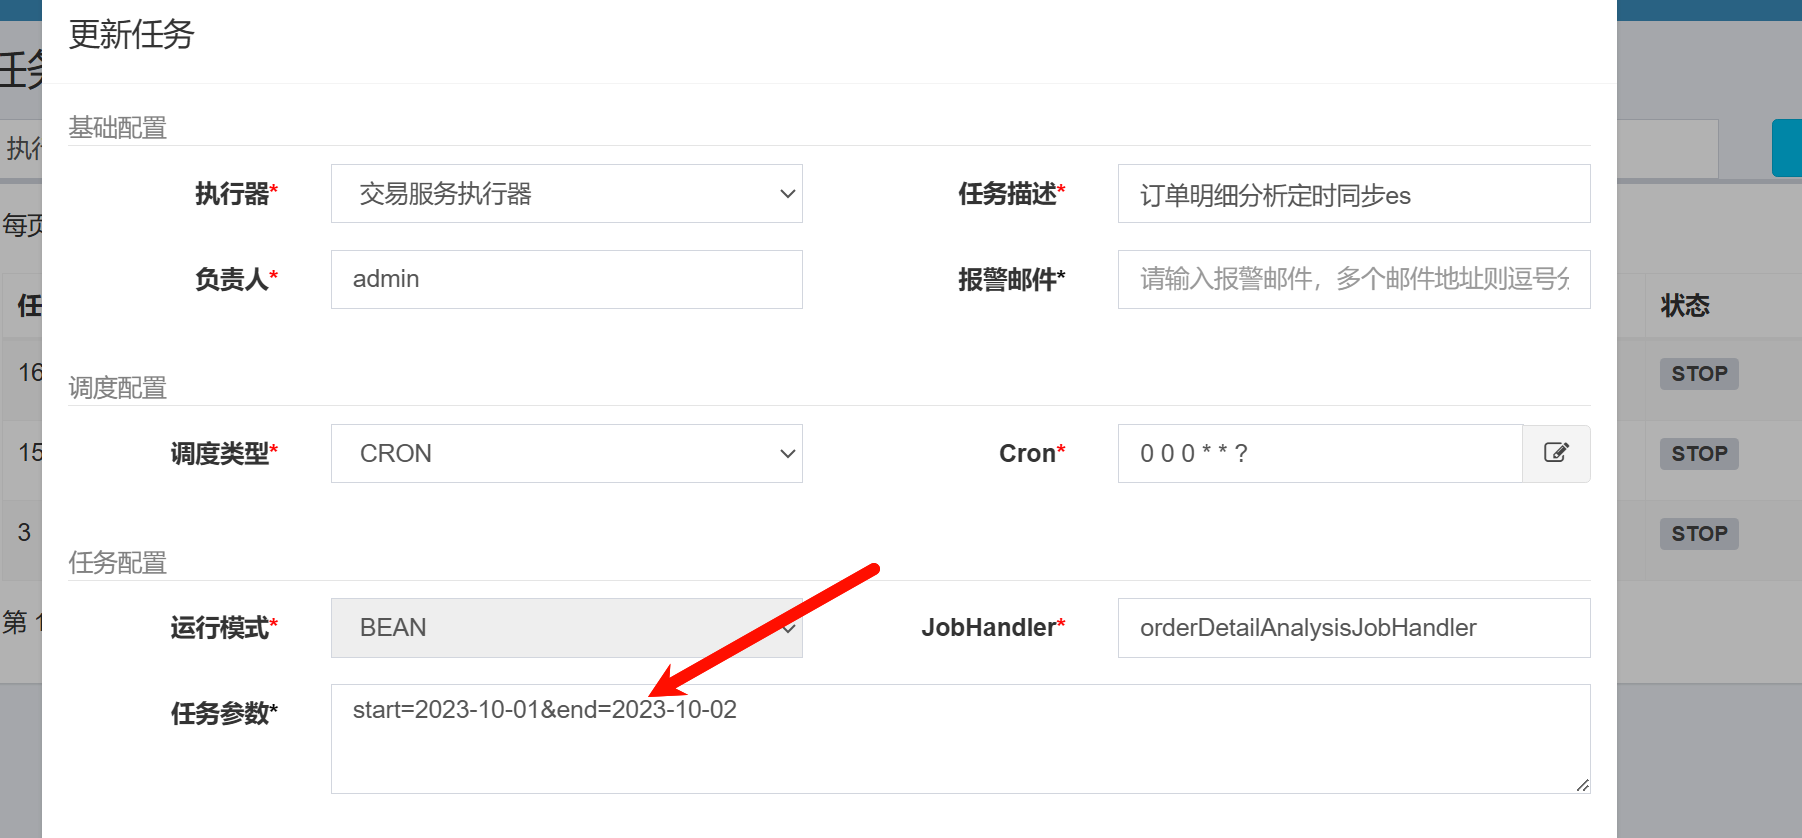 更新任务
任务
执行
每页
任
16
15
3
第 1
状态
STOP
STOP
STOP
基础配置
执行器* 交易服务执行器 任务描述* 订单明细分析定时同步es
负责人* admin 报警邮件* 请输入报警邮件，多个邮件地址则逗号分
调度配置
调度类型* CRON Cron* 0 0 0 * * ?
任务配置
运行模式* BEAN JobHandler* orderDetailAnalysisJobHandler
任务参数* start=2023-10-01&end=2023-10-02